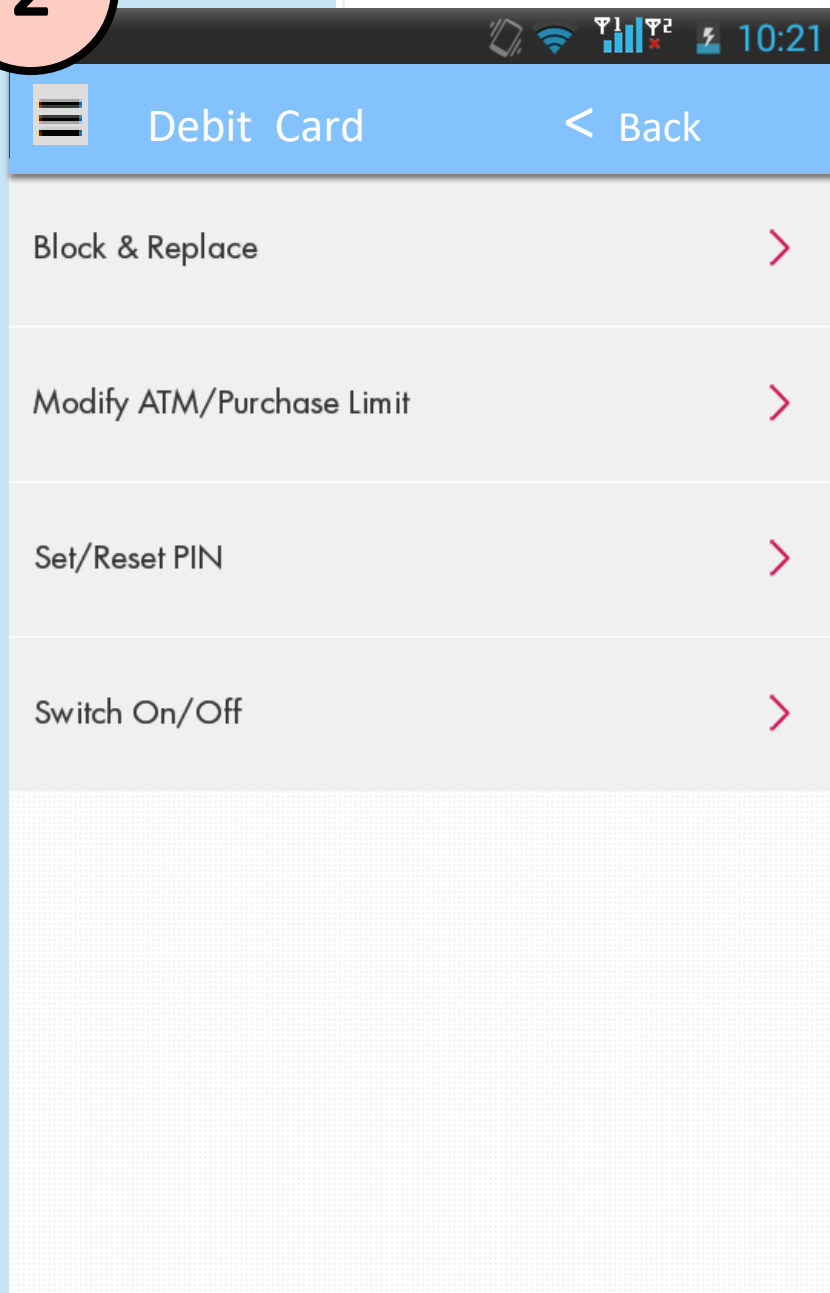 2
10:21
Debit Card < Back
Block & Replace
Modify ATM/Purchase Limit
Set/Reset PIN
Switch On/Off